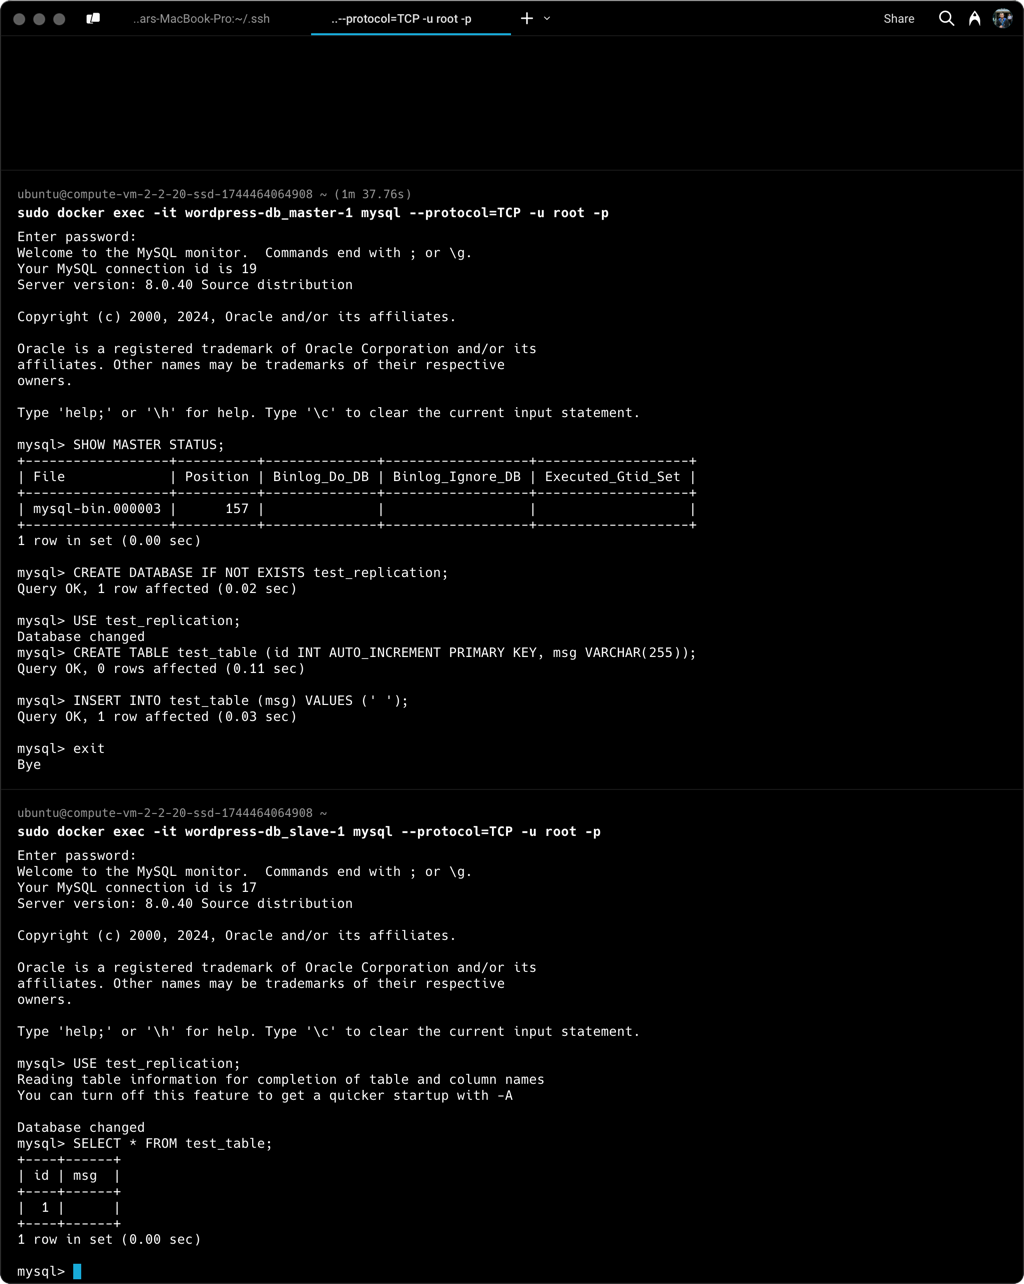 ..ars-MacBook-Pro:~/.ssh
..--protocol=TCP -u root -p
Share
ubuntu@compute-vm-2-2-20-ssd-1744464064908 ~ (1m 37.76s)
sudo docker exec -it wordpress-db_master-1 mysql --protocol=TCP -u root -p
Enter password:
Welcome to the MySQL monitor.  Commands end with ; or \g.
Your MySQL connection id is 19
Server version: 8.0.40 Source distribution
Copyright (c) 2000, 2024, Oracle and/or its affiliates.
Oracle is a registered trademark of Oracle Corporation and/or its
affiliates. Other names may be trademarks of their respective
owners.
Type 'help;' or '\h' for help. Type '\c' to clear the current input statement.
mysql> SHOW MASTER STATUS;
+------------------+----------+--------------+------------------+-------------------+
| File             | Position | Binlog_Do_DB | Binlog_Ignore_DB | Executed_Gtid_Set |
+------------------+----------+--------------+------------------+-------------------+
| mysql-bin.000003 |      157 |              |                  |                   |
+------------------+----------+--------------+------------------+-------------------+
1 row in set (0.00 sec)
mysql> CREATE DATABASE IF NOT EXISTS test_replication;
Query OK, 1 row affected (0.02 sec)
mysql> USE test_replication;
Database changed
mysql> CREATE TABLE test_table (id INT AUTO_INCREMENT PRIMARY KEY, msg VARCHAR(255));
Query OK, 0 rows affected (0.11 sec)
mysql> INSERT INTO test_table (msg) VALUES (' ');
Query OK, 1 row affected (0.03 sec)
mysql> exit
Bye
ubuntu@compute-vm-2-2-20-ssd-1744464064908 ~
sudo docker exec -it wordpress-db_slave-1 mysql --protocol=TCP -u root -p
Enter password:
Welcome to the MySQL monitor.  Commands end with ; or \g.
Your MySQL connection id is 17
Server version: 8.0.40 Source distribution
Copyright (c) 2000, 2024, Oracle and/or its affiliates.
Oracle is a registered trademark of Oracle Corporation and/or its
affiliates. Other names may be trademarks of their respective
owners.
Type 'help;' or '\h' for help. Type '\c' to clear the current input statement.
mysql> USE test_replication;
Reading table information for completion of table and column names
You can turn off this feature to get a quicker startup with -A
Database changed
mysql> SELECT * FROM test_table;
+----+------+
| id | msg  |
+----+------+
|  1 |      |
+----+------+
1 row in set (0.00 sec)
mysql>